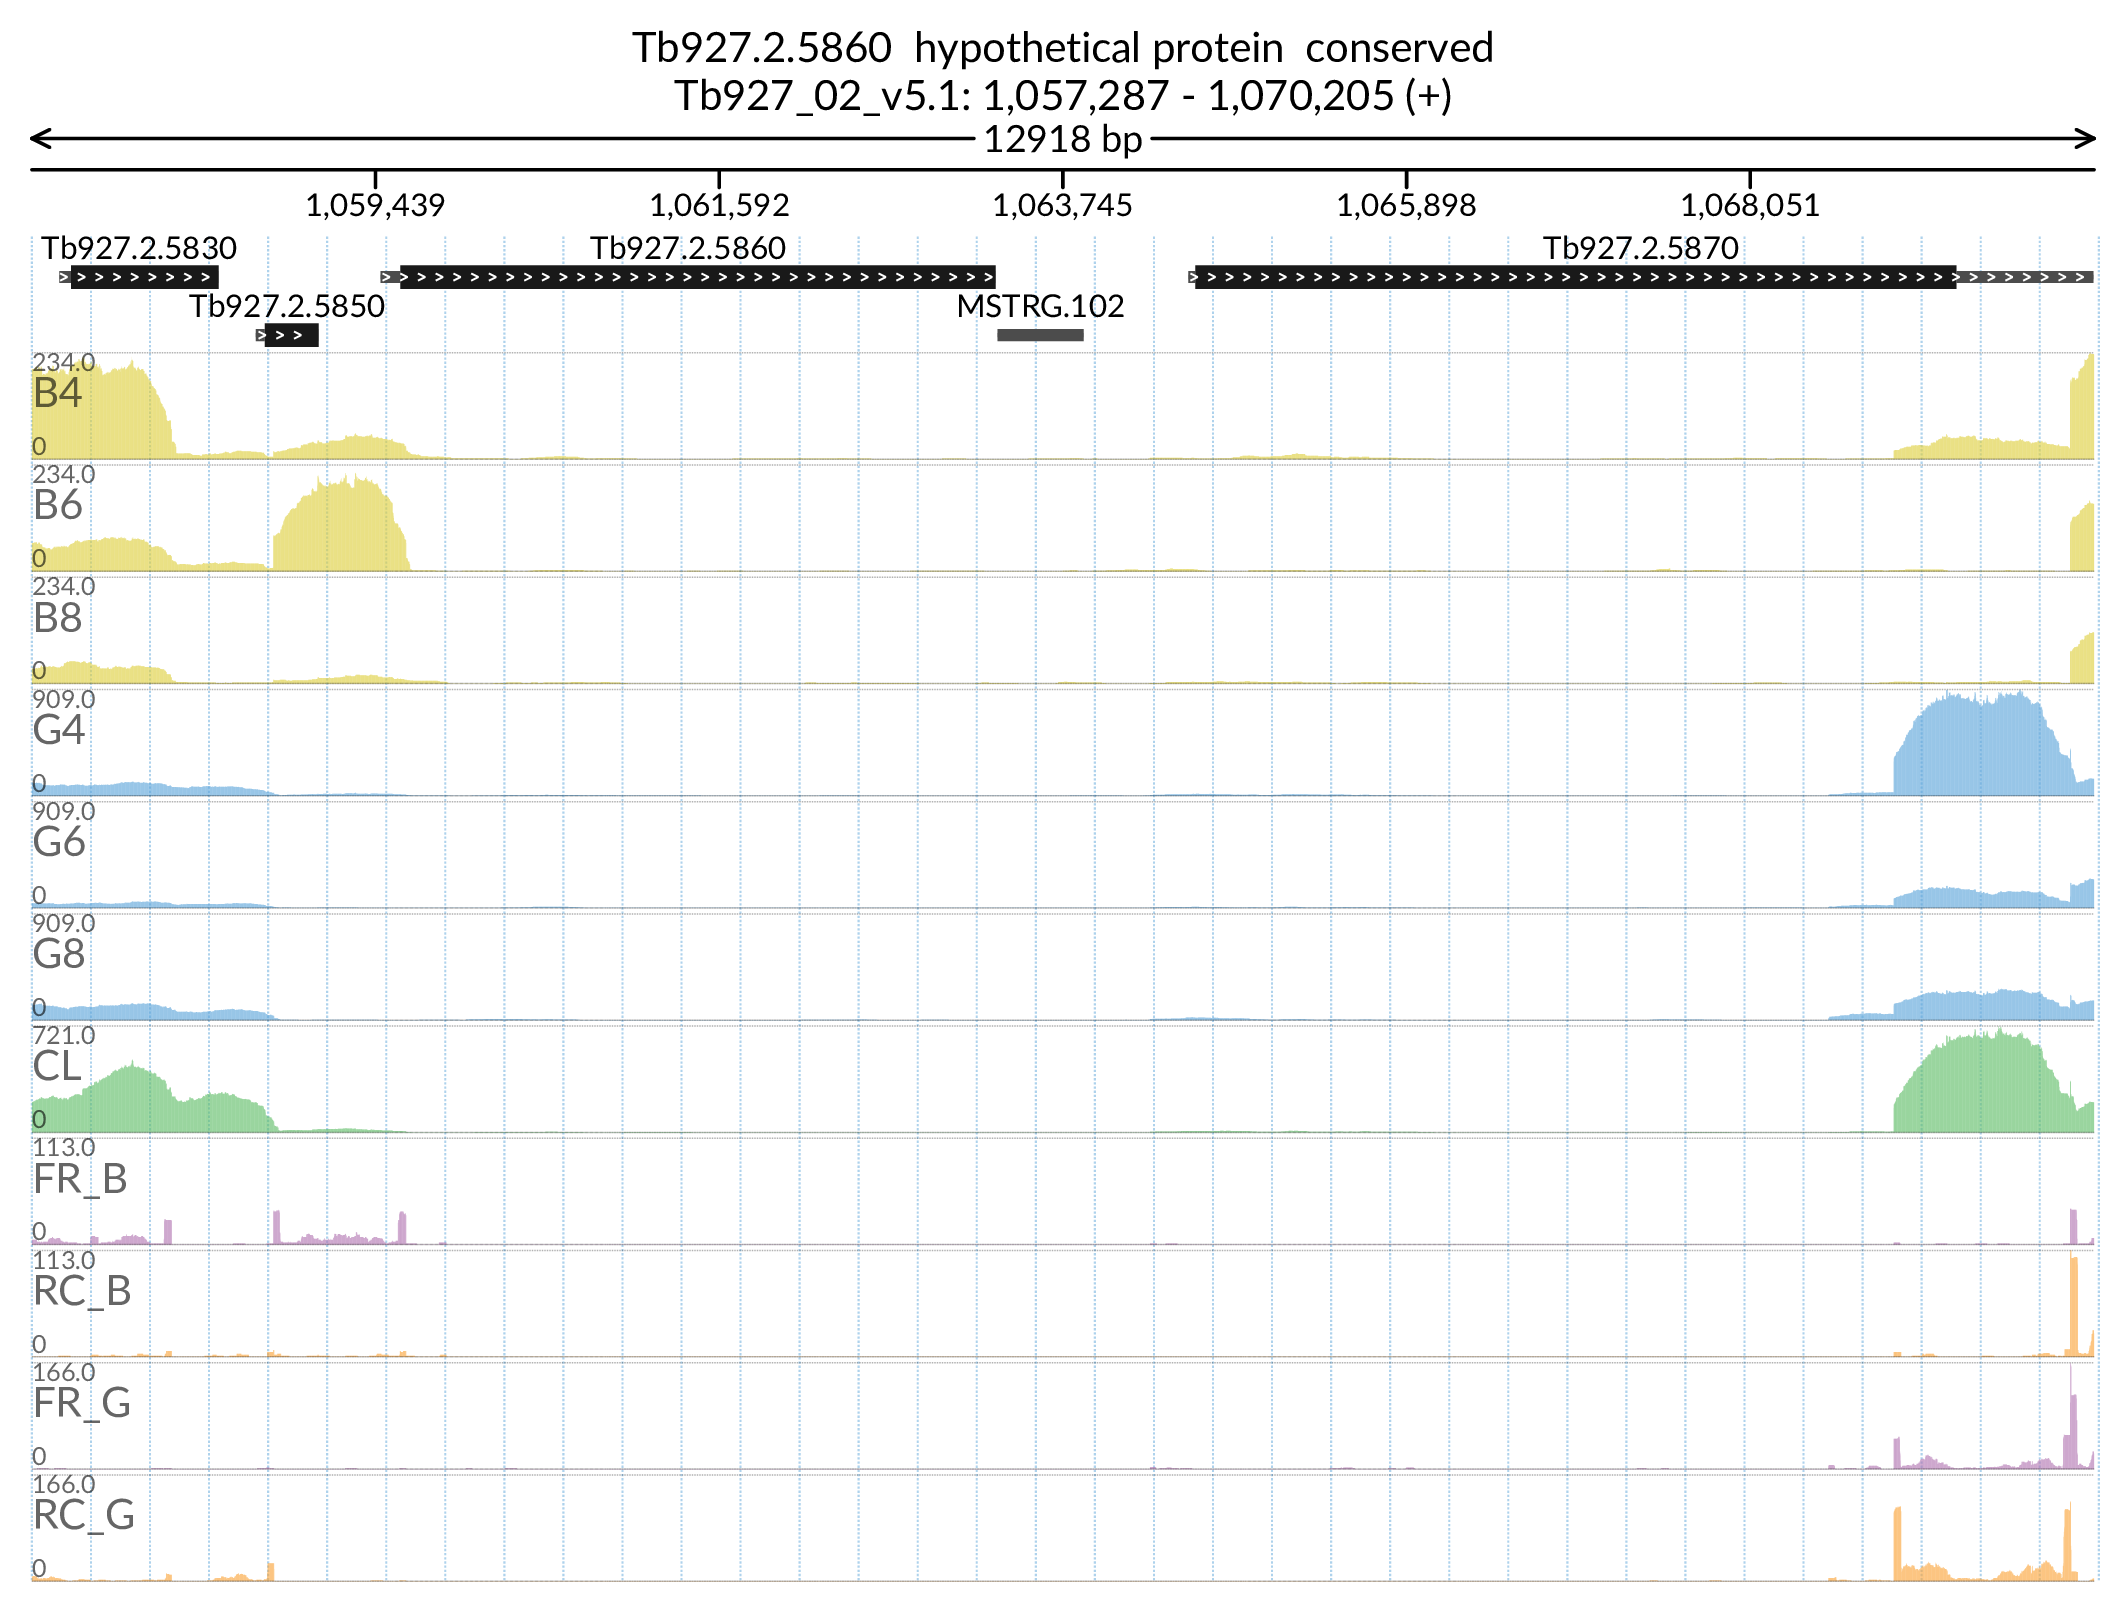 Tb927.2.5860 hypothetical protein conserved
Tb927_02_v5.1: 1,057,287 - 1,070,205 (+)
12918 bp
1,059,439 1,061,592 1,063,745 1,065,898 1,068,051
Tb927.2.5830 Tb927.2.5860 Tb927.2.5870
Tb927.2.5850 MSTRG.102
234.0
B4
0
234.0
B6
0
234.0
B8
0
909.0
G4
0
909.0
G6
0
909.0
G8
0
721.0
CL
0
113.0
FR_B
0
113.0
RC_B
0
166.0
FR_G
0
166.0
RC_G
0